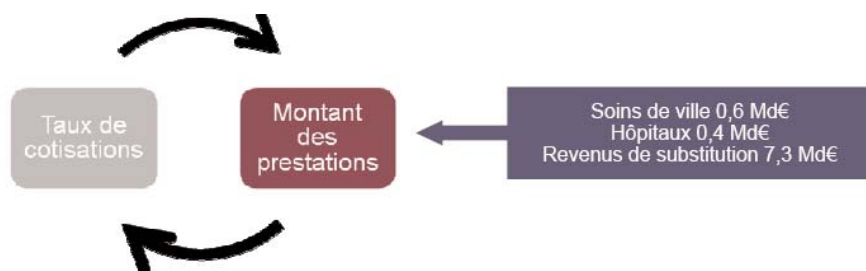 Taux de
cotisations
Montant
des
prestations
Soins de ville 0,6 Md€
Hôpitaux 0,4 Md€
Revenus de substitution 7,3 Md€